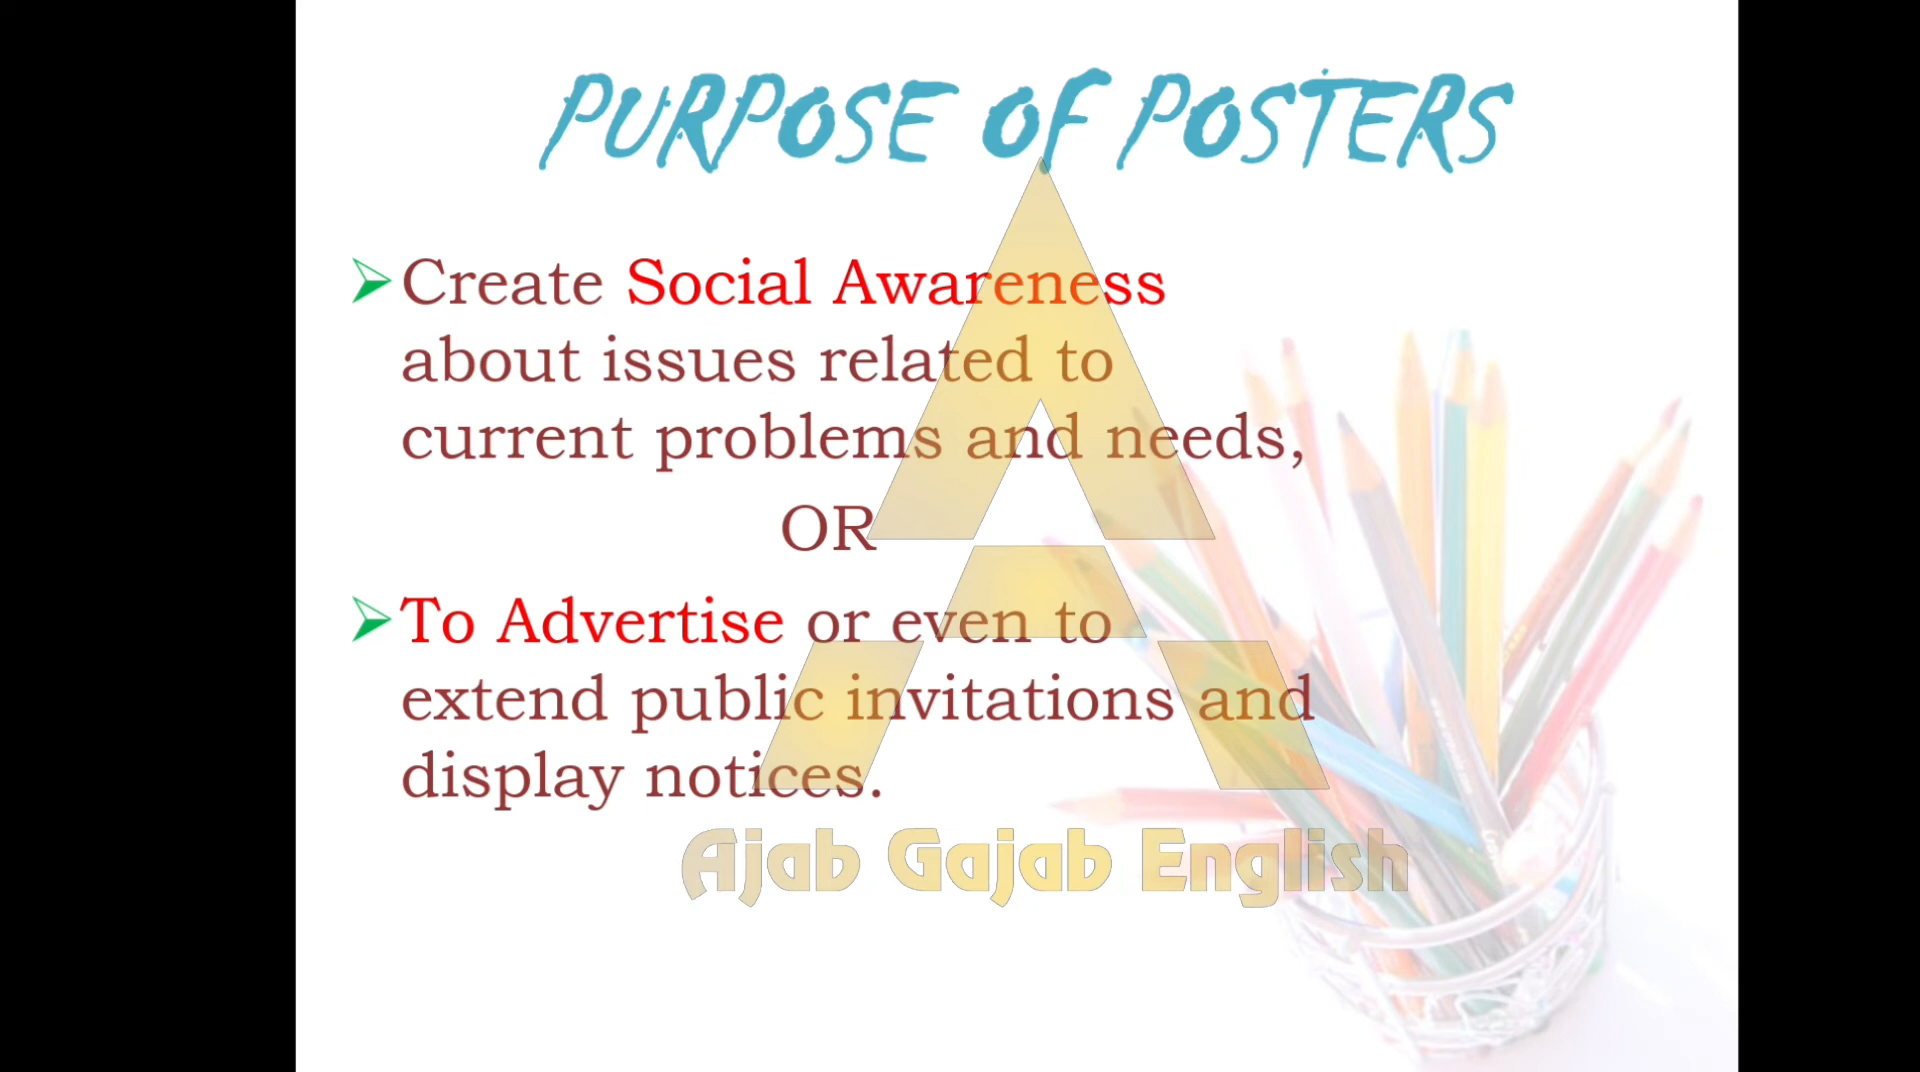 PURPOSE OF POSTERS
Create Social Awareness
about issues related to
current problems and needs,
OR
To Advertise or even to
extend public invitations and
display notices.
Ajab Gajab English